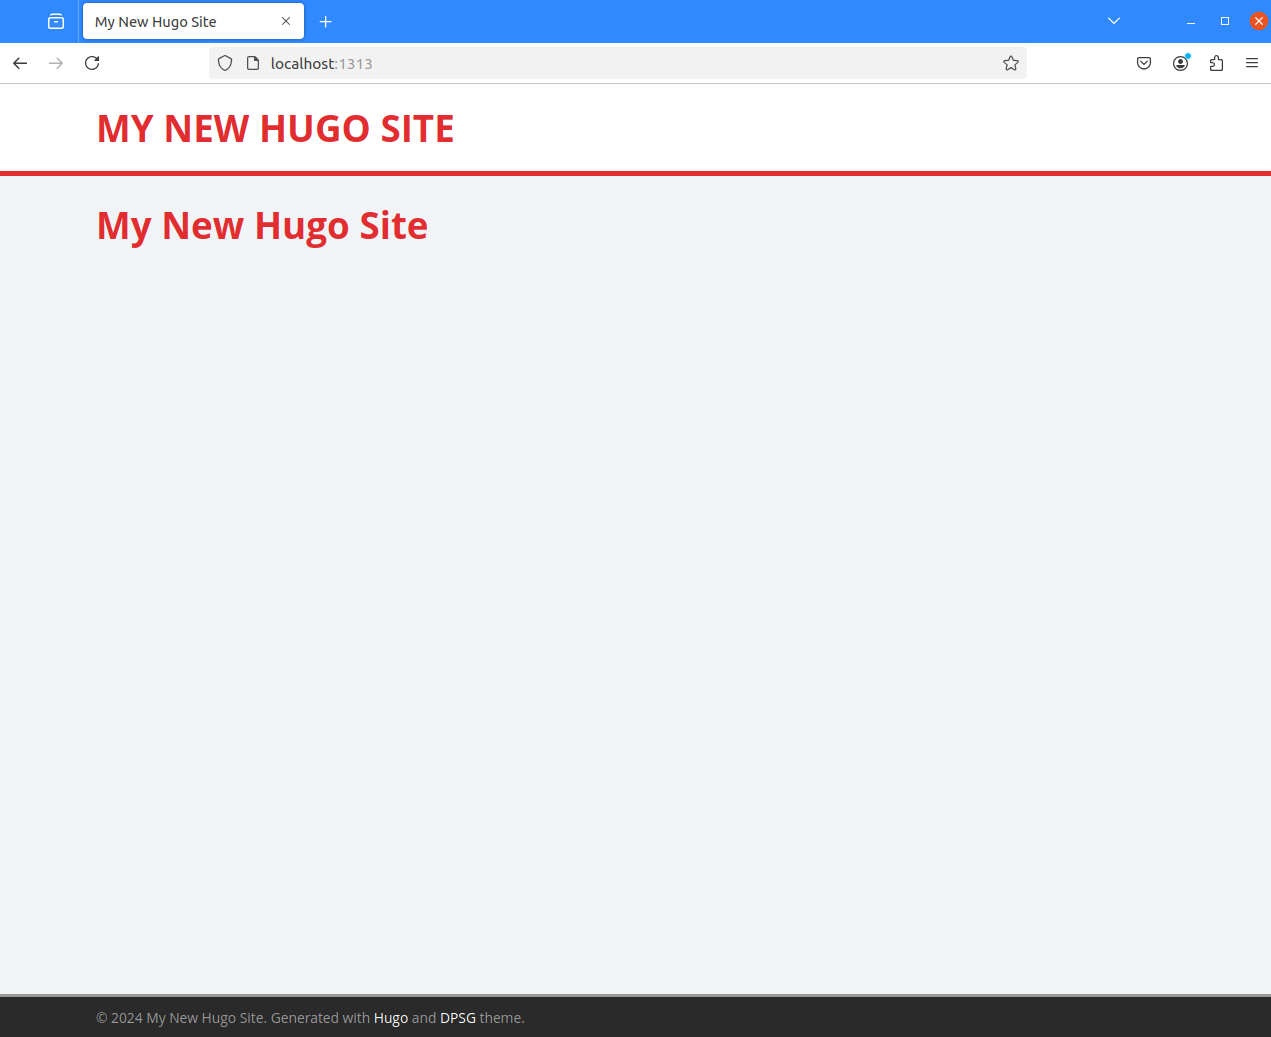 My New Hugo Site
localhost:1313
MY NEW HUGO SITE
My New Hugo Site
© 2024 My New Hugo Site. Generated with Hugo and DPSG theme.